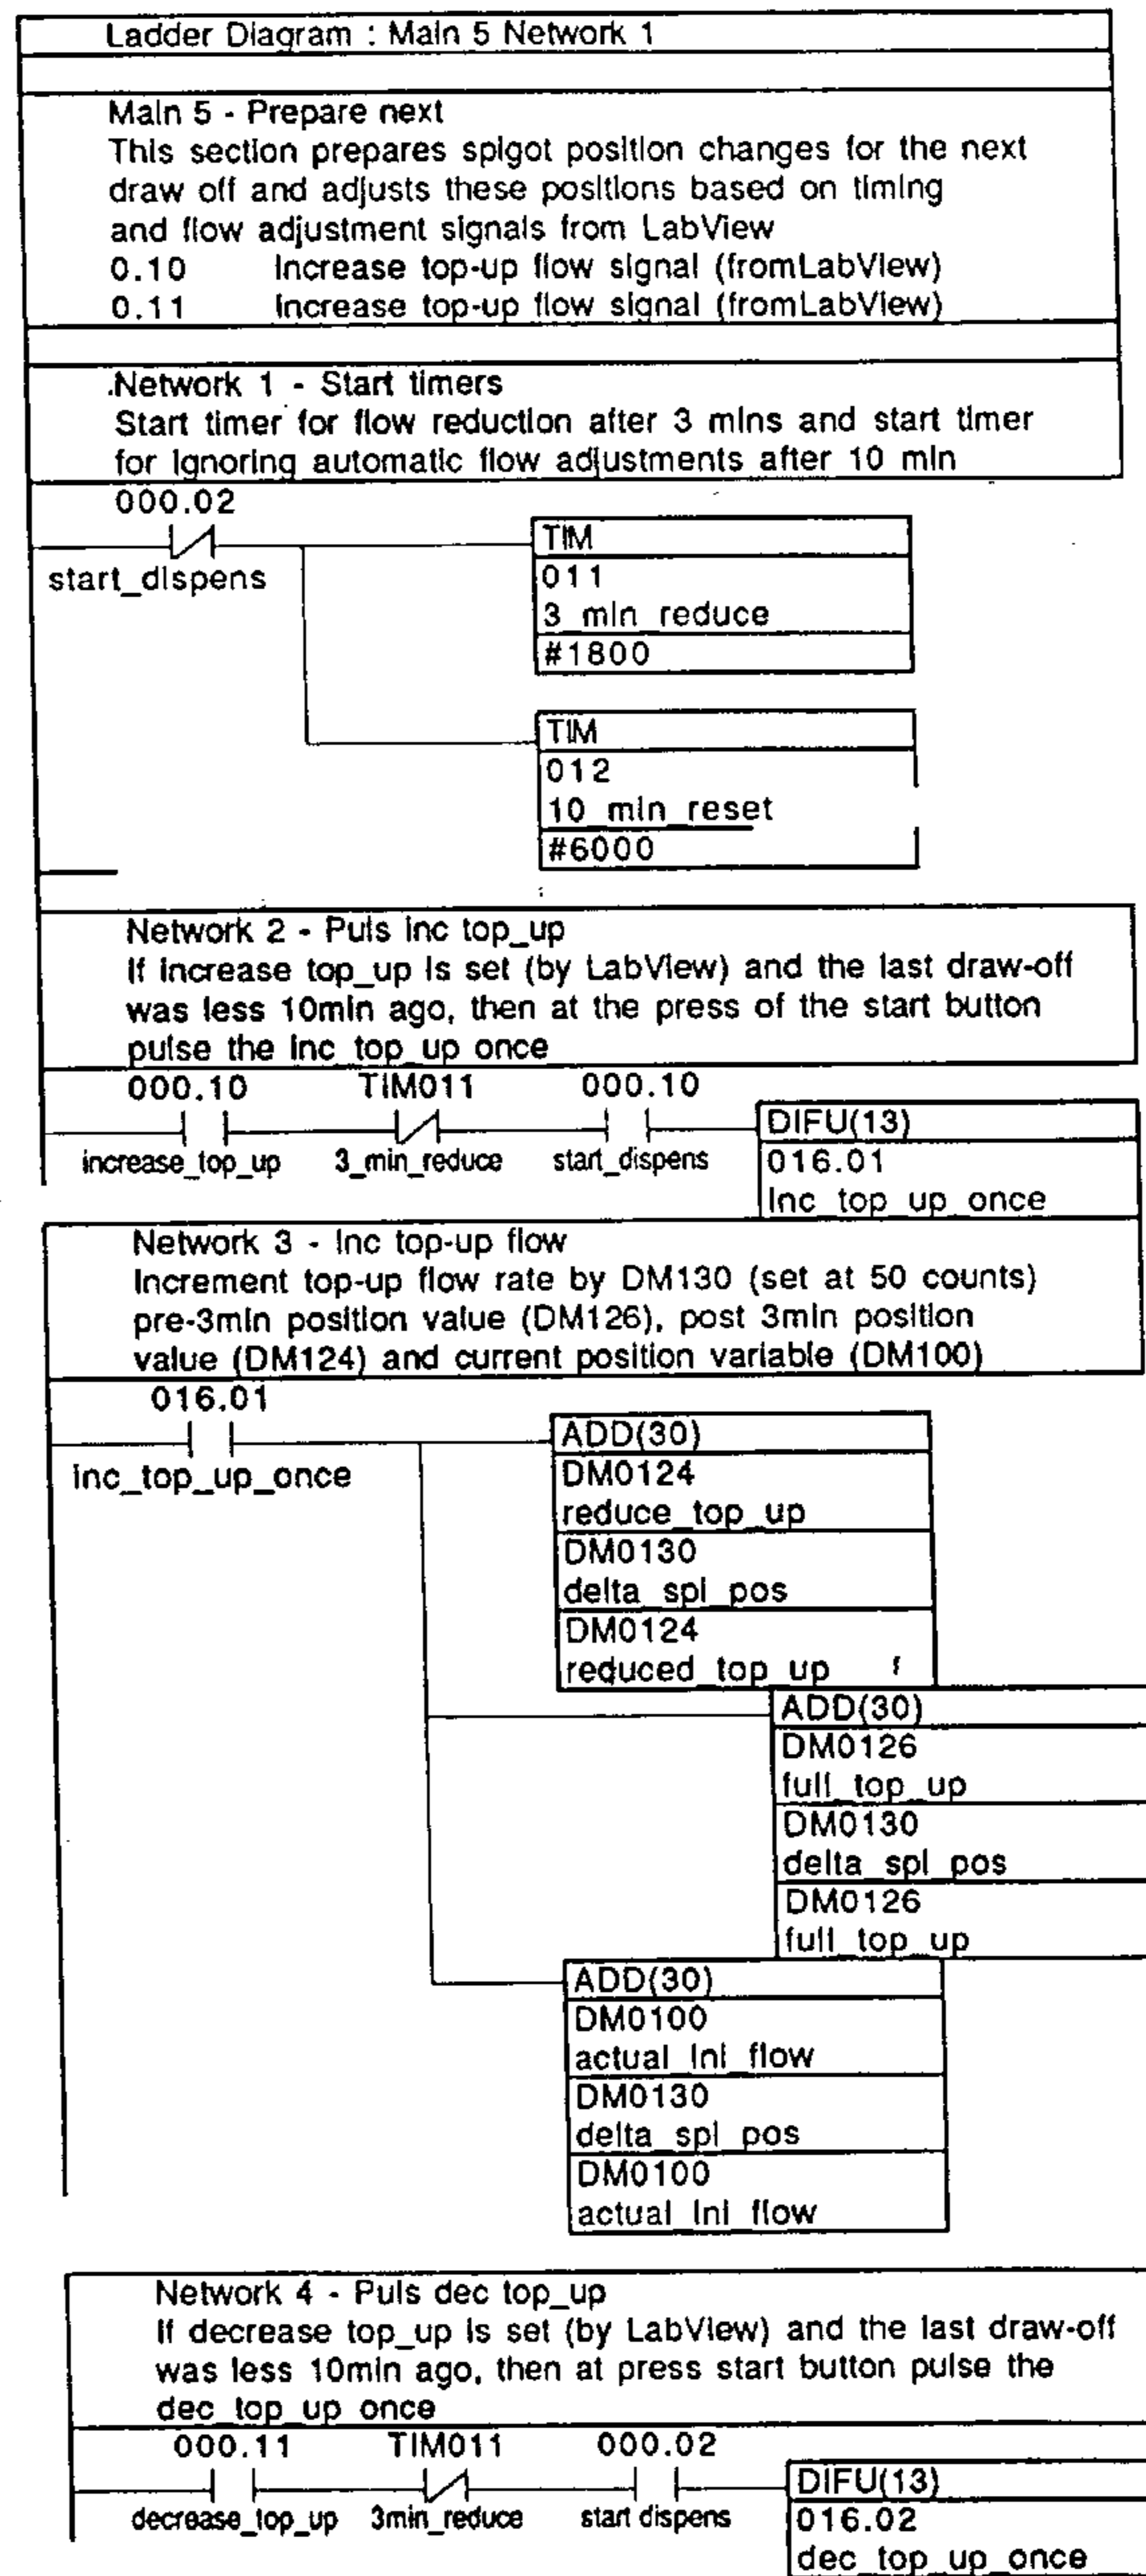 Ladder Diagram : Main 5 Network 1
Main 5 - Prepare next
This section prepares spigot position changes for the next
draw off and adjusts these positions based on timing
and flow adjustment signals from LabView
0.10 Increase top-up flow signal (fromLabView)
0.11 Increase top-up flow signal (fromLabView)
Network 1 - Start timers
Start timer for flow reduction after 3 mins and start timer
for ignoring automatic flow adjustments after 10 min
000.02
start_dispens
TIM
011
3_min_reduce
#1800
TIM
012
10_min_reset
#6000
Network 2 - Puls inc top_up
If increase top_up is set (by LabView) and the last draw-off
was less 10min ago, then at the press of the start button
pulse the inc_top_up once
000.10 TIM011 000.10
increase_top_up 3_min_reduce start_dispens
DIFU(13)
016.01
Inc_top_up_once
Network 3 - Inc top-up flow
Increment top-up flow rate by DM130 (set at 50 counts)
pre-3min position value (DM126), post 3min position
value (DM124) and current position variable (DM100)
016.01
inc_top_up_once
ADD(30)
DM0124
reduce_top_up
DM0130
delta_spl_pos
DM0124
reduced_top_up f
ADD(30)
DM0126
full_top_up
DM0130
delta_spl_pos
DM0126
full_top_up
ADD(30)
DM0100
actual_inl_flow
DM0130
delta_spl_pos
DM0100
actual_inl_flow
Network 4 - Puls dec top_up
If decrease top_up is set (by LabView) and the last draw-off
was less 10min ago, then at press start button pulse the
dec_top_up once
000.11 TIM011 000.02
decrease_top_up 3min_reduce start dispens
DIFU(13)
016.02
dec_top_up_once